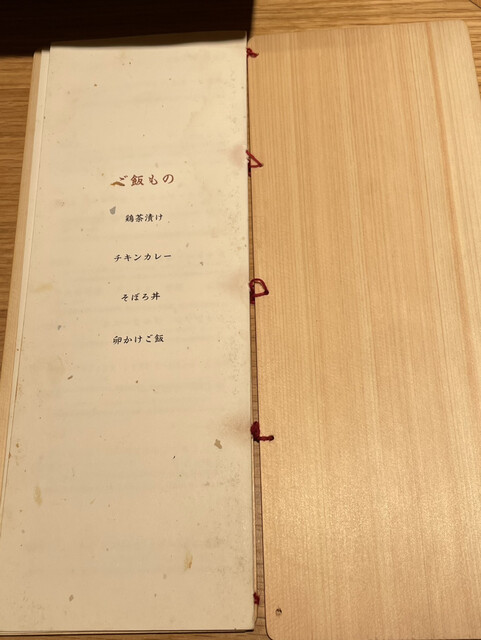 ご飯もの
鶏茶漬け
チキンカレー
そぼろ丼
卵かけご飯